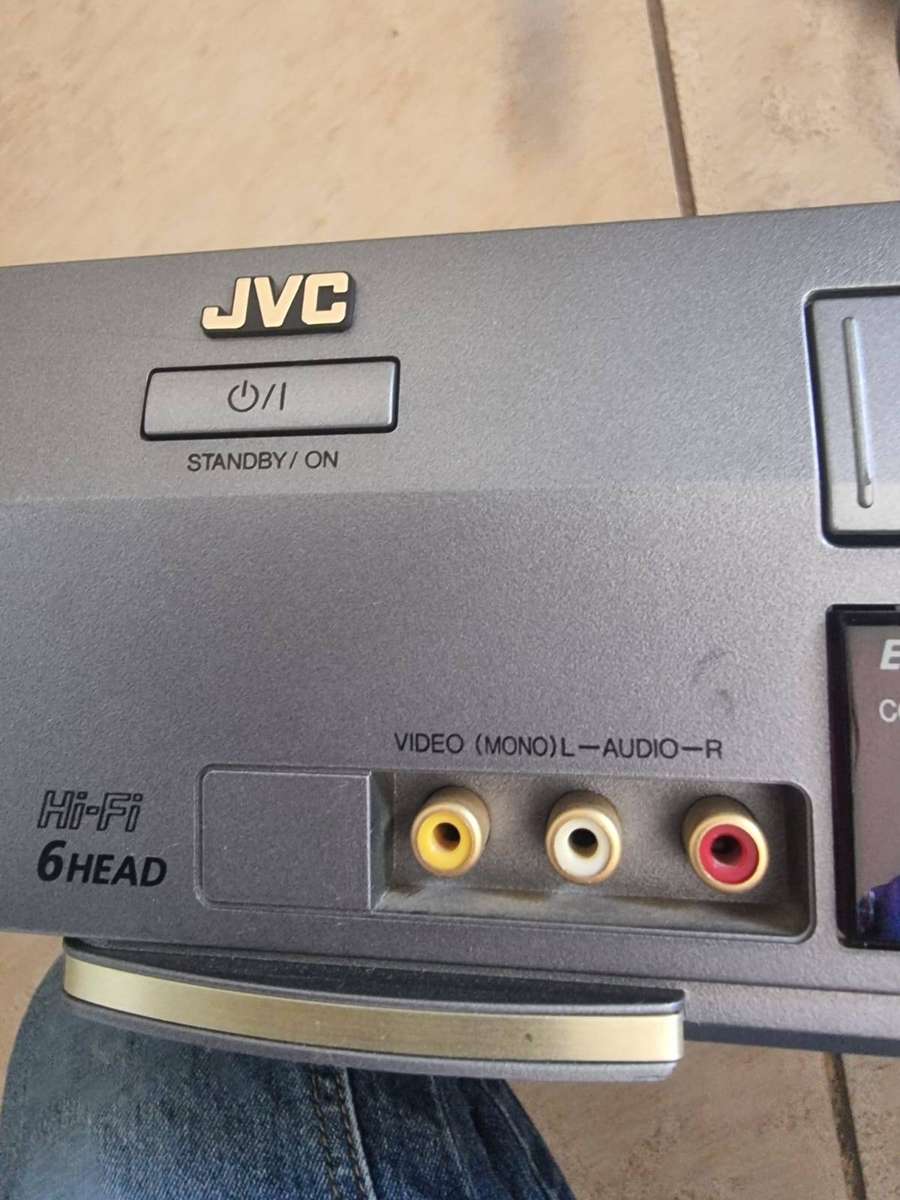 JVC
⏻/I
STANDBY/ ON
VIDEO (MONO)L—AUDIO—R
Hi-Fi
6HEAD